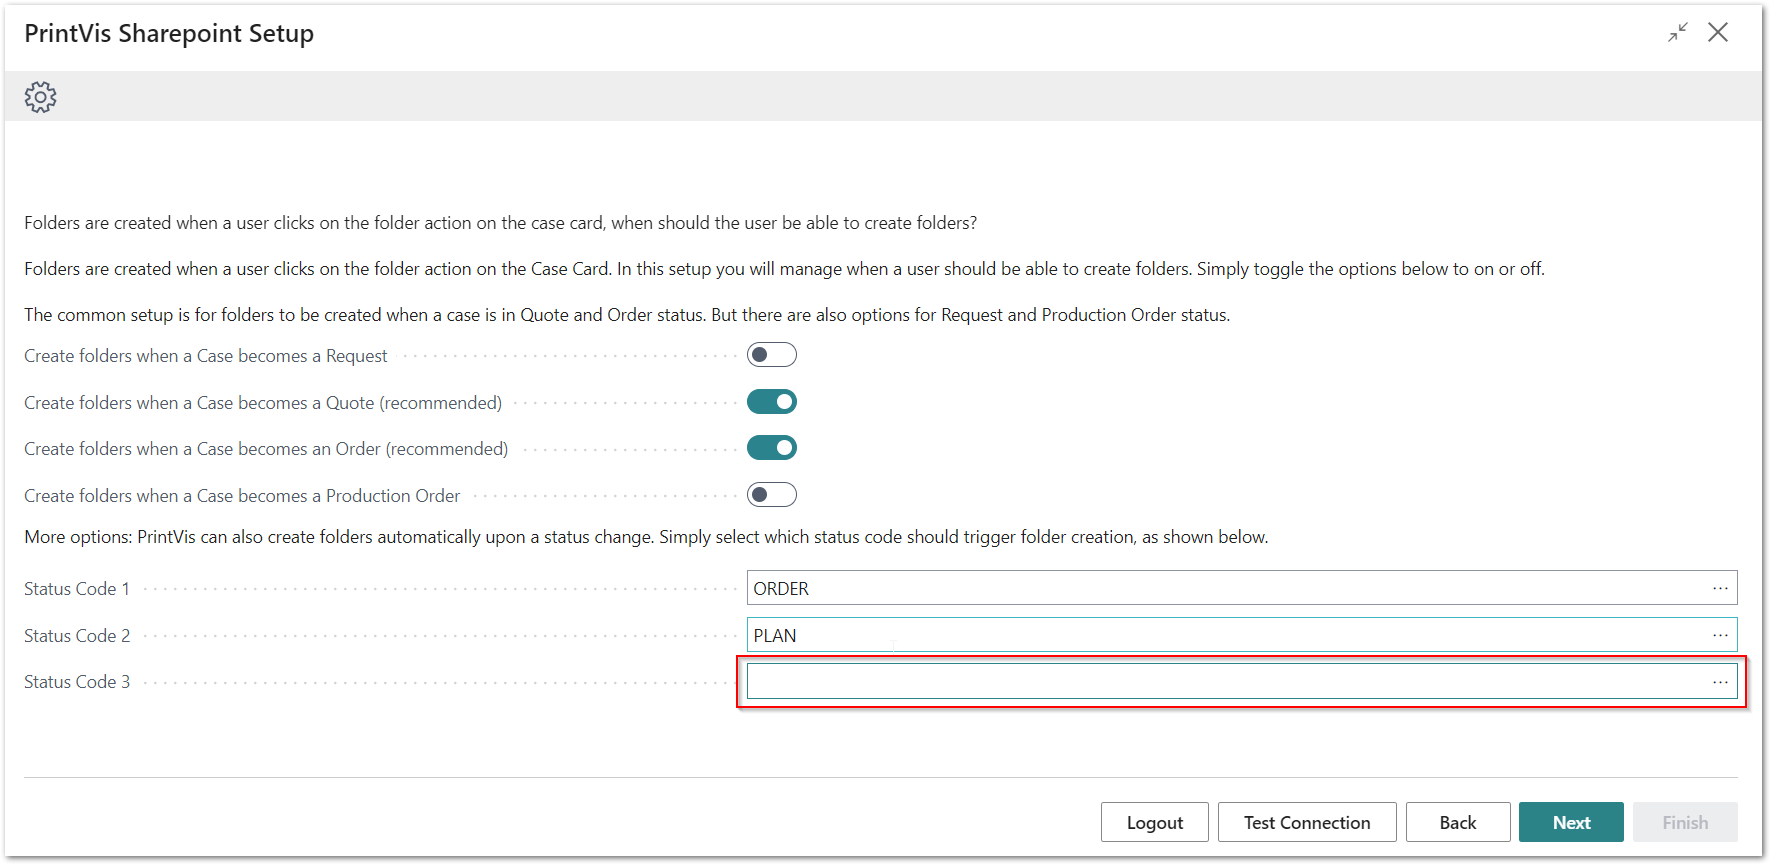 PrintVis Sharepoint Setup
Folders are created when a user clicks on the folder action on the case card, when should the user be able to create folders?
Folders are created when a user clicks on the folder action on the Case Card. In this setup you will manage when a user should be able to create folders. Simply toggle the options below to on or off.
The common setup is for folders to be created when a case is in Quote and Order status. But there are also options for Request and Production Order status.
Create folders when a Case becomes a Request
Create folders when a Case becomes a Quote (recommended)
Create folders when a Case becomes an Order (recommended)
Create folders when a Case becomes a Production Order
More options: PrintVis can also create folders automatically upon a status change. Simply select which status code should trigger folder creation, as shown below.
Status Code 1 ORDER ...
Status Code 2 PLAN ...
Status Code 3 ...
Logout Test Connection Back Next Finish